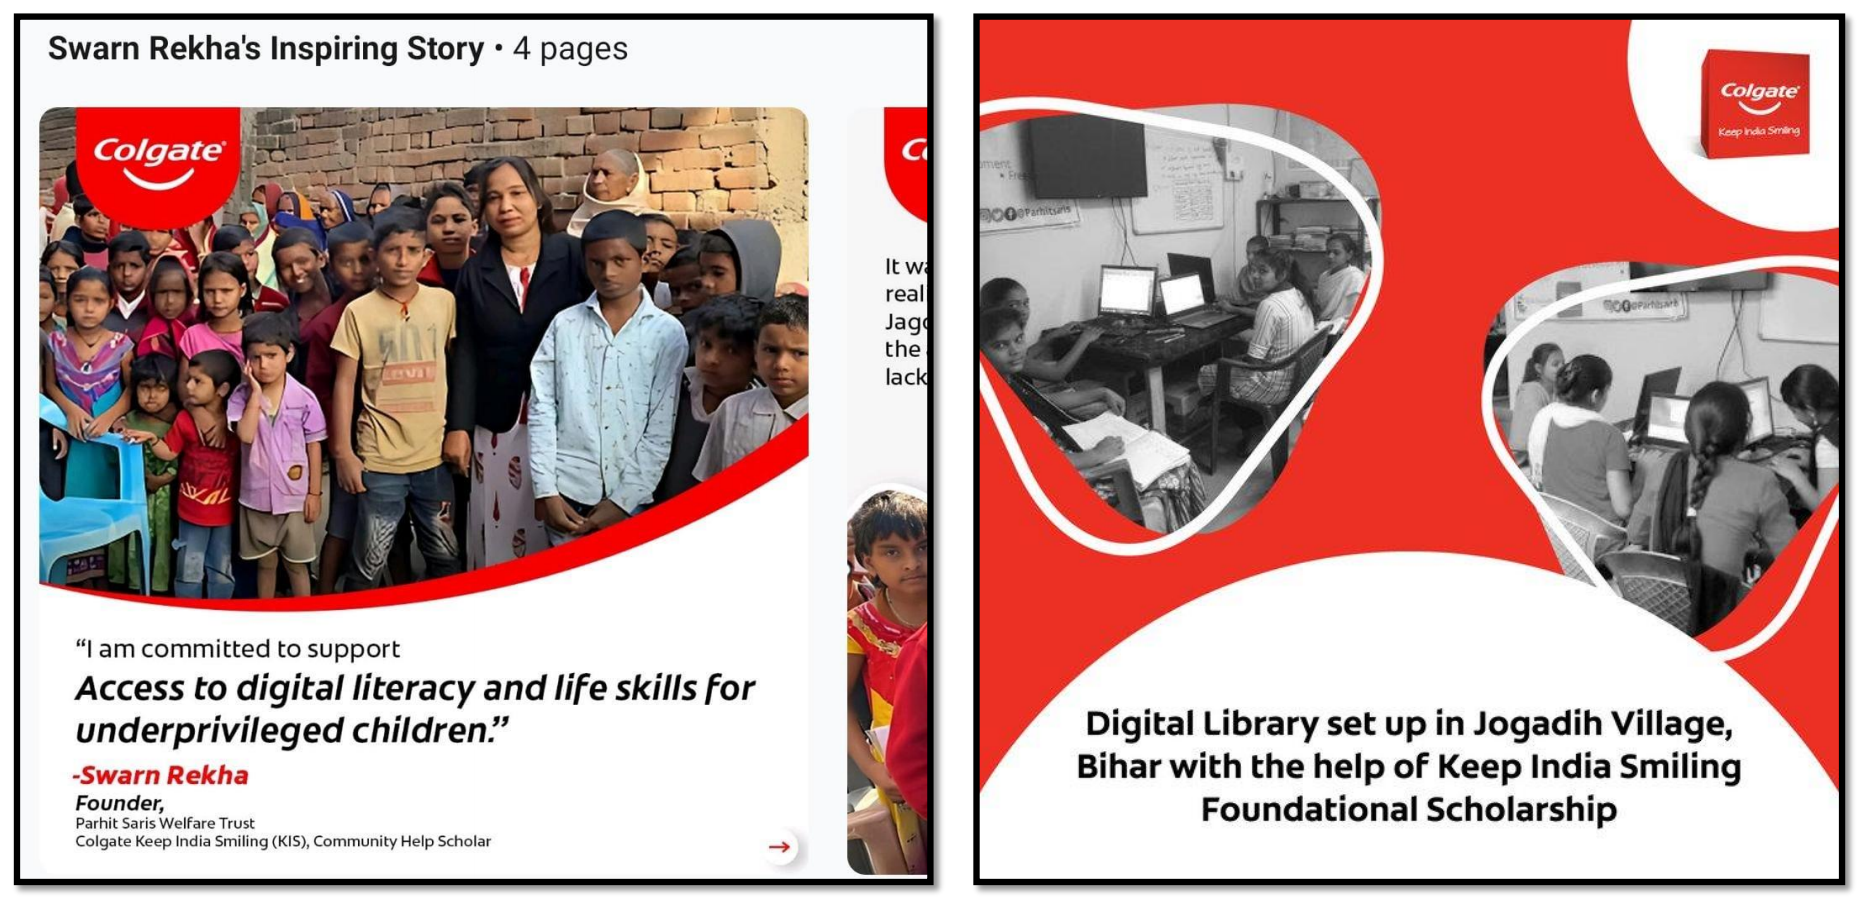 Swarn Rekha's Inspiring Story • 4 pages
Colgate
It wa
reali
the
lack
“I am committed to support
Access to digital literacy and life skills for
underprivileged children.”
-Swarn Rekha
Founder,
Parhit Saris Welfare Trust
Colgate Keep India Smiling (KIS), Community Help Scholar
→
Colgate
Keep India Smiling
@Parhitsaris
@Parhitsaris
Digital Library set up in Jogadih Village,
Bihar with the help of Keep India Smiling
Foundational Scholarship